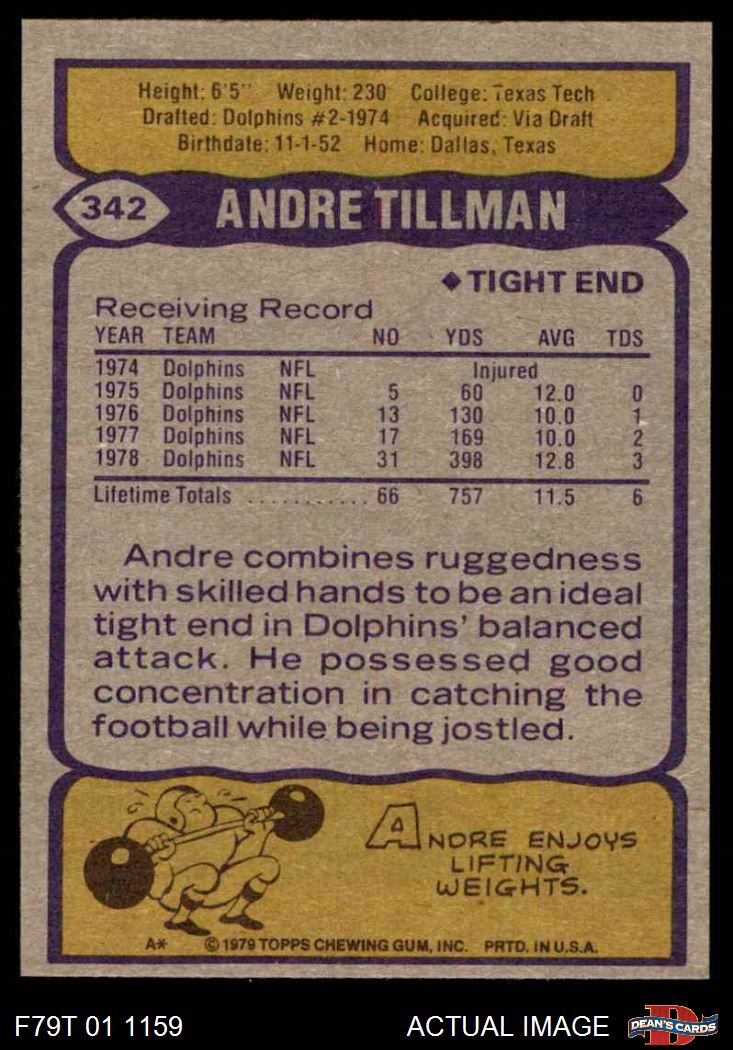 Height: 6'5" Weight: 230 College: Texas Tech
Drafted: Dolphins #2-1974 Acquired: Via Draft
Birthdate: 11-1-52 Home: Dallas, Texas
342 ANDRE TILLMAN
◆TIGHT END
Receiving Record
YEAR TEAM NO YDS AVG TDS
1974 Dolphins NFL Injured
1975 Dolphins NFL 5 60 12.0 0
1976 Dolphins NFL 13 130 10.0 1
1977 Dolphins NFL 17 169 10.0 2
1978 Dolphins NFL 31 398 12.8 3
Lifetime Totals ............ 66 757 11.5 6
Andre combines ruggedness
with skilled hands to be an ideal
tight end in Dolphins' balanced
attack. He possessed good
concentration in catching the
football while being jostled.
ANDRE ENJOYS
LIFTING
WEIGHTS.
A* © 1979 TOPPS CHEWING GUM, INC. PRTD. IN U.S.A.
F79T 01 1159 ACTUAL IMAGE D DEAN'S CARDS